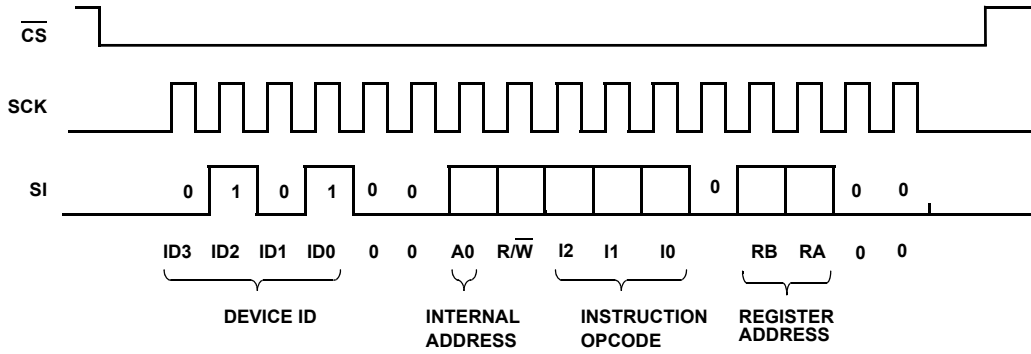 CS
SCK
SI
0 1 0 1 0 0 0 0 0
ID3 ID2 ID1 ID0 0 0 A0 R/W I2 I1 I0 RB RA 0 0
DEVICE ID INTERNAL INSTRUCTION REGISTER
ADDRESS OPCODE ADDRESS